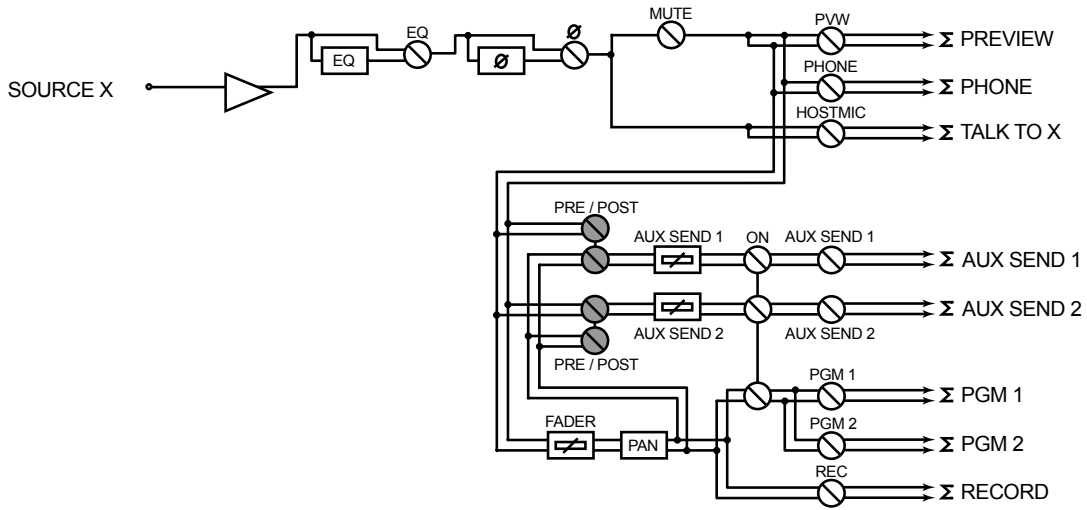 MUTE
PVW
Σ PREVIEW
EQ
Ø
EQ
Ø
SOURCE X
PHONE
Σ PHONE
HOSTMIC
Σ TALK TO X
PRE / POST
AUX SEND 1
ON
AUX SEND 1
Σ AUX SEND 1
Σ AUX SEND 2
AUX SEND 2
AUX SEND 2
PRE / POST
PGM 1
Σ PGM 1
FADER
PAN
PGM 2
Σ PGM 2
REC
Σ RECORD